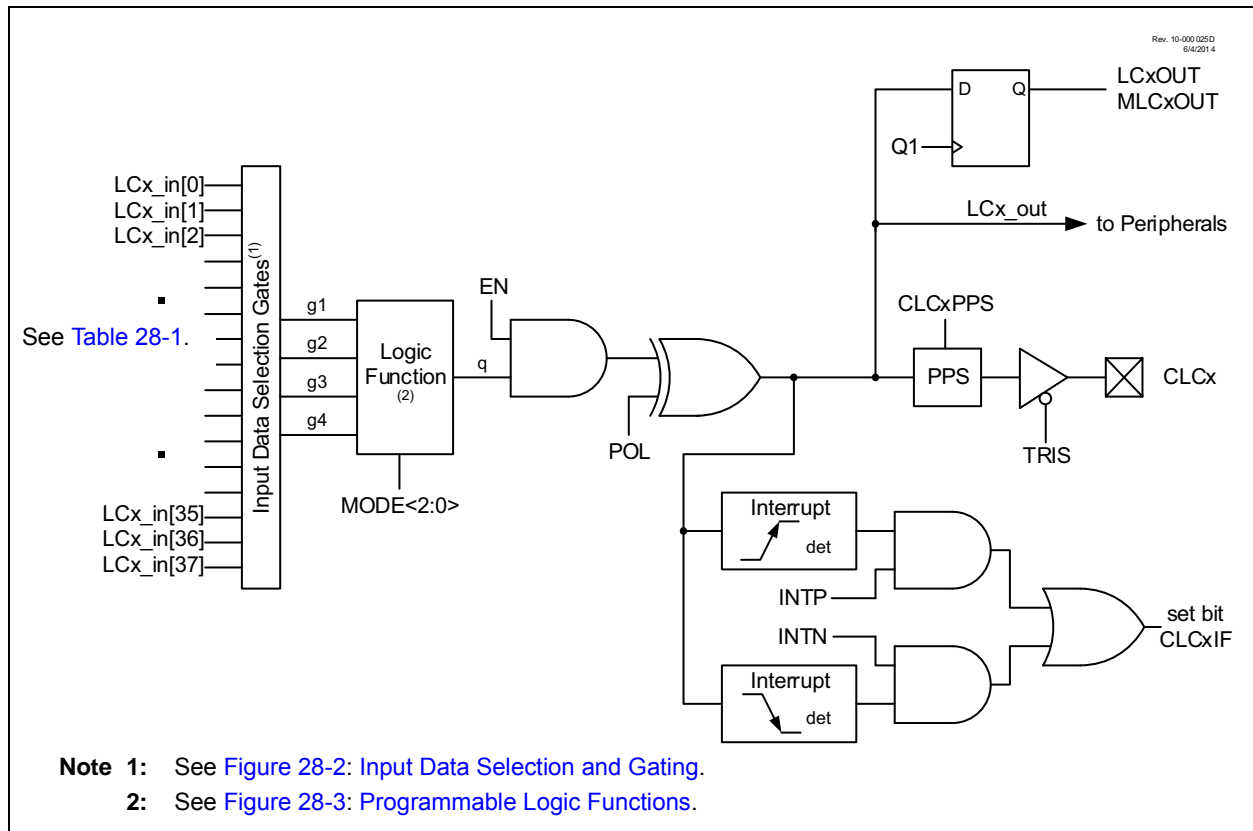 Rev. 10-000025D
6/4/2014
LCxOUT
MLCxOUT
D
Q
Q1
LCx_in[0]
LCx_in[1]
LCx_in[2]
LCx_out
to Peripherals
Input Data Selection Gates(1)
EN
CLCxPPS
g1
See Table 28-1.
g2
Logic
Function
(2)
q
PPS
CLCx
g3
g4
POL
TRIS
MODE<2:0>
LCx_in[35]
LCx_in[36]
LCx_in[37]
Interrupt
det
INTP
INTN
set bit
CLCxIF
Interrupt
det
Note 1: See Figure 28-2: Input Data Selection and Gating.
2: See Figure 28-3: Programmable Logic Functions.